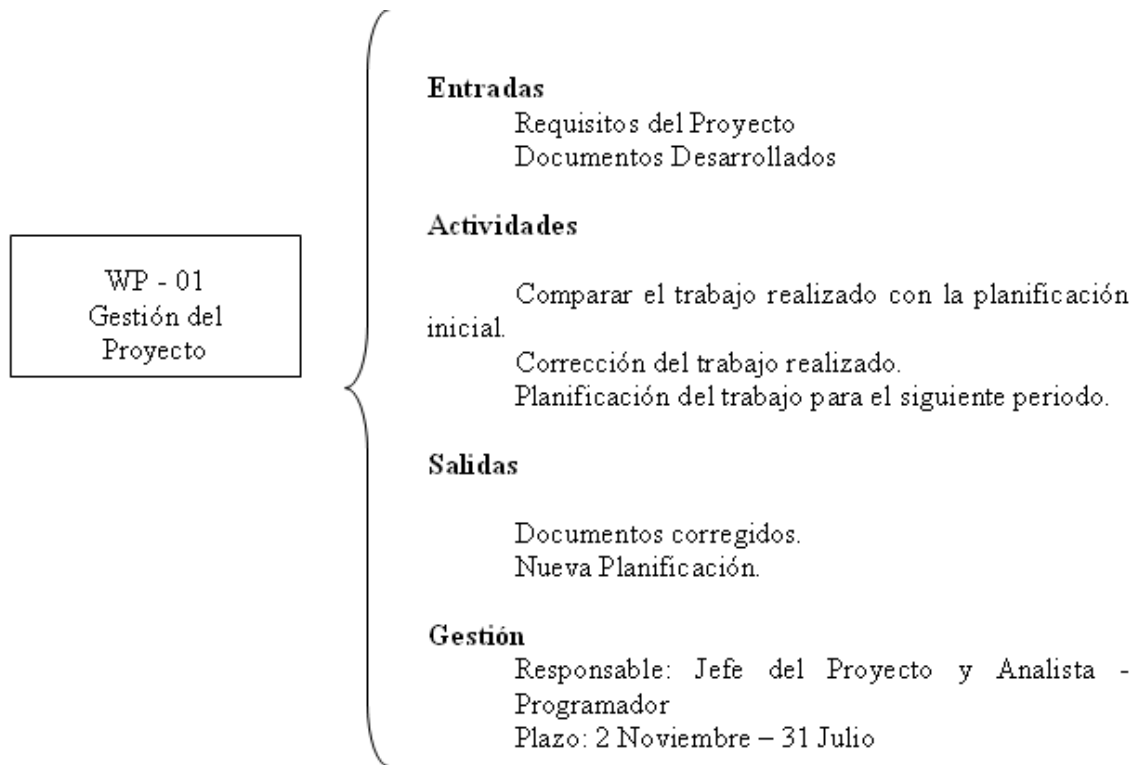 WP - 01
Gestión del
Proyecto
Entradas
Requisitos del Proyecto
Documentos Desarrollados
Actividades
Comparar el trabajo realizado con la planificación
inicial.
Corrección del trabajo realizado.
Planificación del trabajo para el siguiente periodo.
Salidas
Documentos corregidos.
Nueva Planificación.
Gestión
Responsable: Jefe del Proyecto y Analista -
Programador
Plazo: 2 Noviembre – 31 Julio